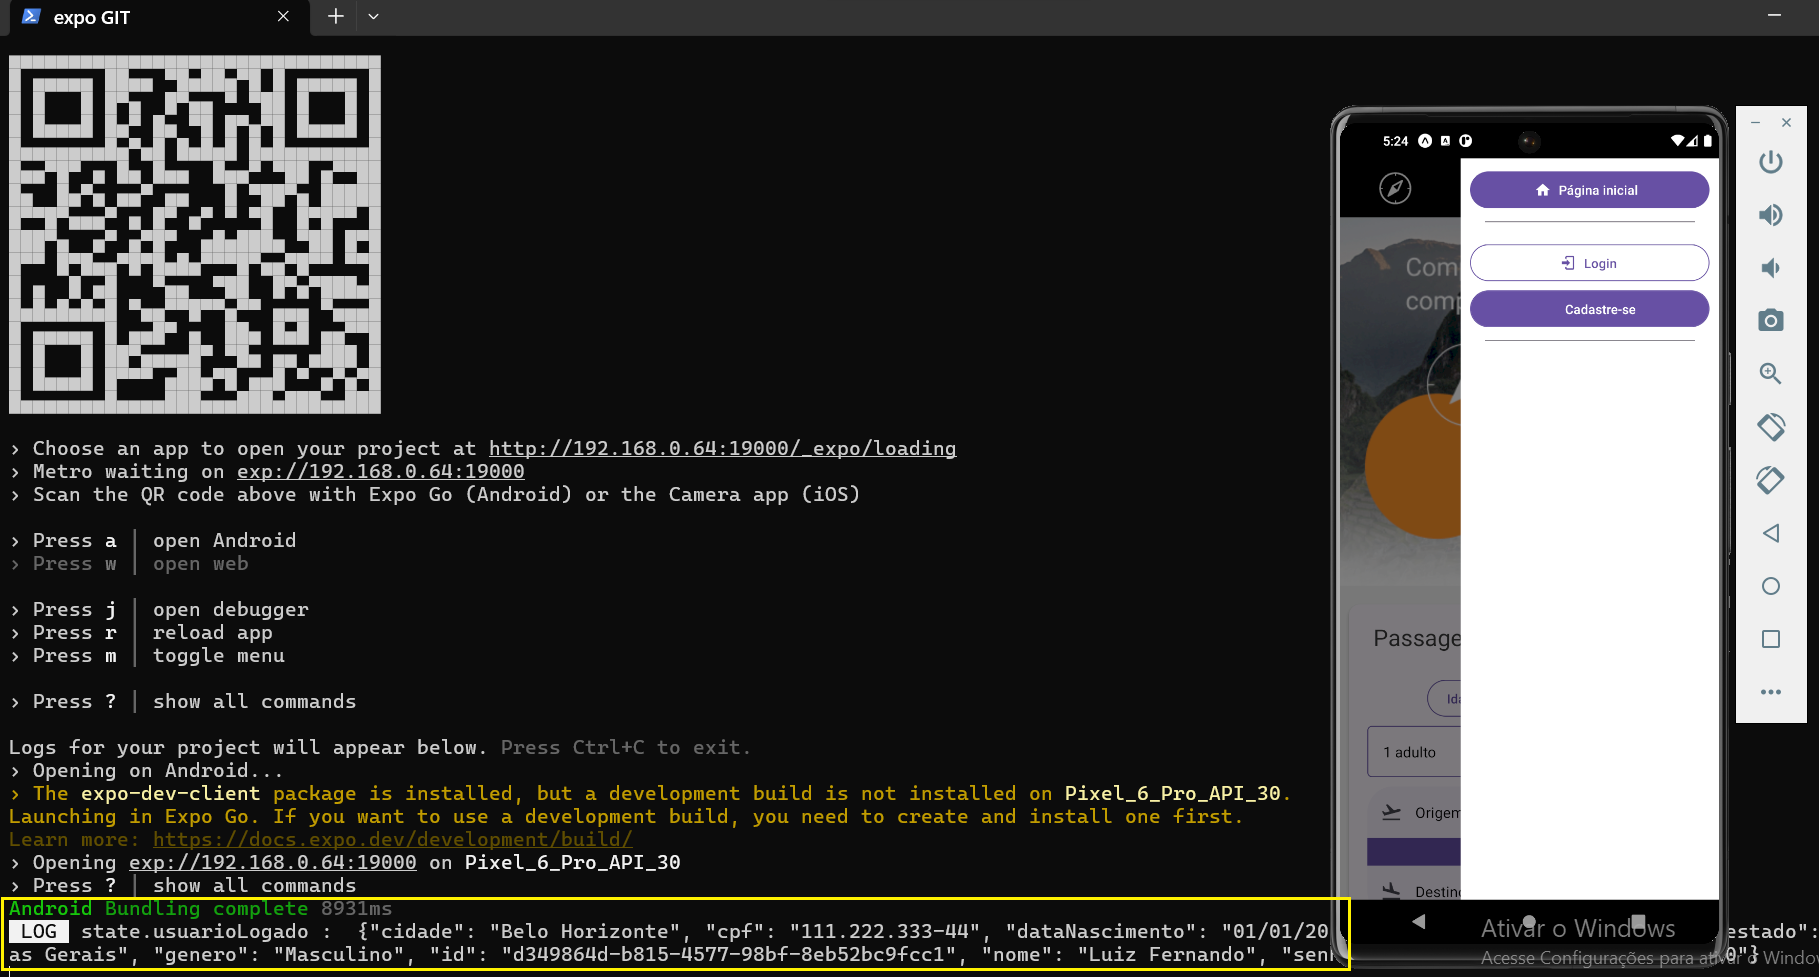 expo GIT
› Choose an app to open your project at http://192.168.0.64:19000/_expo/loading
› Metro waiting on exp://192.168.0.64:19000
› Scan the QR code above with Expo Go (Android) or the Camera app (iOS)
› Press a │ open Android
› Press w │ open web
› Press j │ open debugger
› Press r │ reload app
› Press m │ toggle menu
› Press ? │ show all commands
Logs for your project will appear below. Press Ctrl+C to exit.
› Opening on Android...
› The expo-dev-client package is installed, but a development build is not installed on Pixel_6_Pro_API_30.
Launching in Expo Go. If you want to use a development build, you need to create and install one first.
Learn more: https://docs.expo.dev/development/build/
› Opening exp://192.168.0.64:19000 on Pixel_6_Pro_API_30
› Press ? │ show all commands
Android Bundling complete 8931ms
LOG state.usuarioLogado : {"cidade": "Belo Horizonte", "cpf": "111.222.333-44", "dataNascimento": "01/01/20 estado":
as Gerais", "genero": "Masculino", "id": "d349864d-b815-4577-98bf-8eb52bc9fcc1", "nome": "Luiz Fernando", "sen 0"}
5:24
Página inicial
Login
Cadastre-se
Com
comp
Passage
Ida
1 adulto
Origem
Destino
Ativar o Windows
Acesse Configurações para ativar o Windo